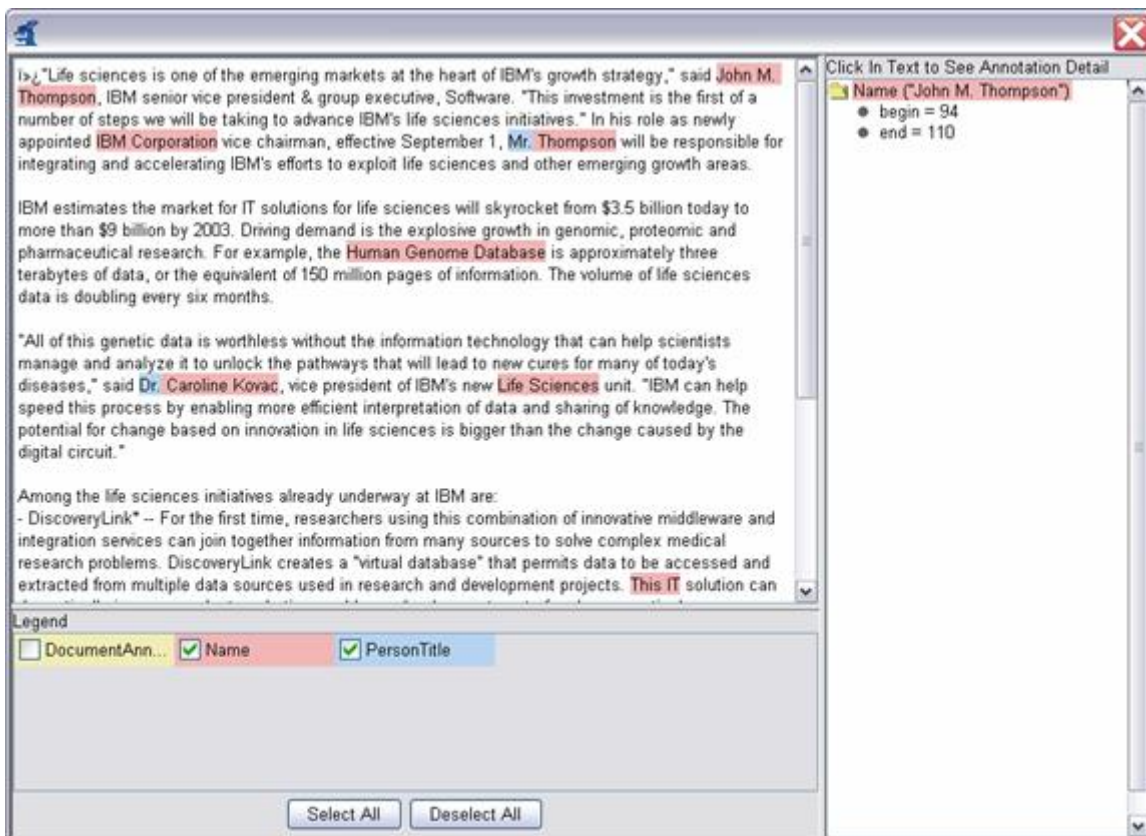 ï»¿"Life sciences is one of the emerging markets at the heart of IBM's growth strategy," said John M.
Thompson, IBM senior vice president & group executive, Software. "This investment is the first of a
number of steps we will be taking to advance IBM's life sciences initiatives." In his role as newly
appointed IBM Corporation vice chairman, effective September 1, Mr. Thompson will be responsible for
integrating and accelerating IBM's efforts to exploit life sciences and other emerging growth areas.
IBM estimates the market for IT solutions for life sciences will skyrocket from $3.5 billion today to
more than $9 billion by 2003. Driving demand is the explosive growth in genomic, proteomic and
pharmaceutical research. For example, the Human Genome Database is approximately three
terabytes of data, or the equivalent of 150 million pages of information. The volume of life sciences
data is doubling every six months.
"All of this genetic data is worthless without the information technology that can help scientists
manage and analyze it to unlock the pathways that will lead to new cures for many of today's
diseases," said Dr. Caroline Kovac, vice president of IBM's new Life Sciences unit. "IBM can help
speed this process by enabling more efficient interpretation of data and sharing of knowledge. The
potential for change based on innovation in life sciences is bigger than the change caused by the
digital circuit."
Among the life sciences initiatives already underway at IBM are:
- DiscoveryLink* -- For the first time, researchers using this combination of innovative middleware and
integration services can join together information from many sources to solve complex medical
research problems. DiscoveryLink creates a "virtual database" that permits data to be accessed and
extracted from multiple data sources used in research and development projects. This IT solution can
Click In Text to See Annotation Detail
Name ("John M. Thompson")
begin = 94
end = 110
Legend
DocumentAnn...
Name
PersonTitle
Select All
Deselect All